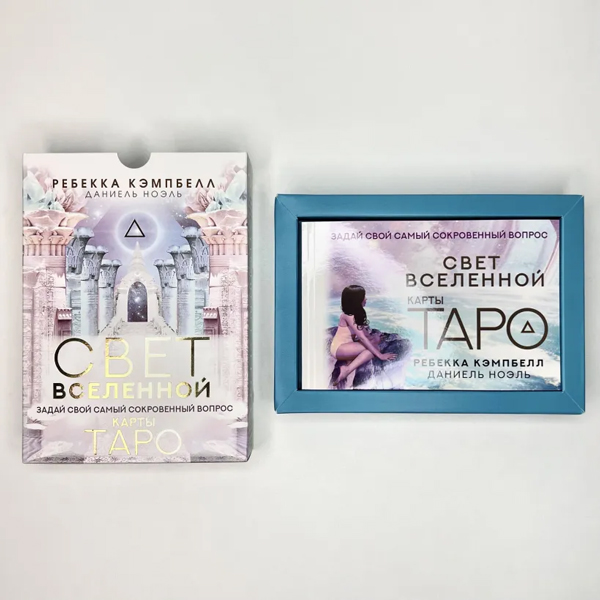 РЕБЕККА КЭМПБЕЛЛ
ДАНИЕЛЬ НОЭЛЬ
СВЕТ
ВСЕЛЕННОЙ
ЗАДАЙ СВОЙ САМЫЙ СОКРОВЕННЫЙ ВОПРОС
КАРТЫ
ТАРО
ЗАДАЙ СВОЙ САМЫЙ СОКРОВЕННЫЙ ВОПРОС
СВЕТ
ВСЕЛЕННОЙ
КАРТЫ
ТАРО
РЕБЕККА КЭМПБЕЛЛ
ДАНИЕЛЬ НОЭЛЬ